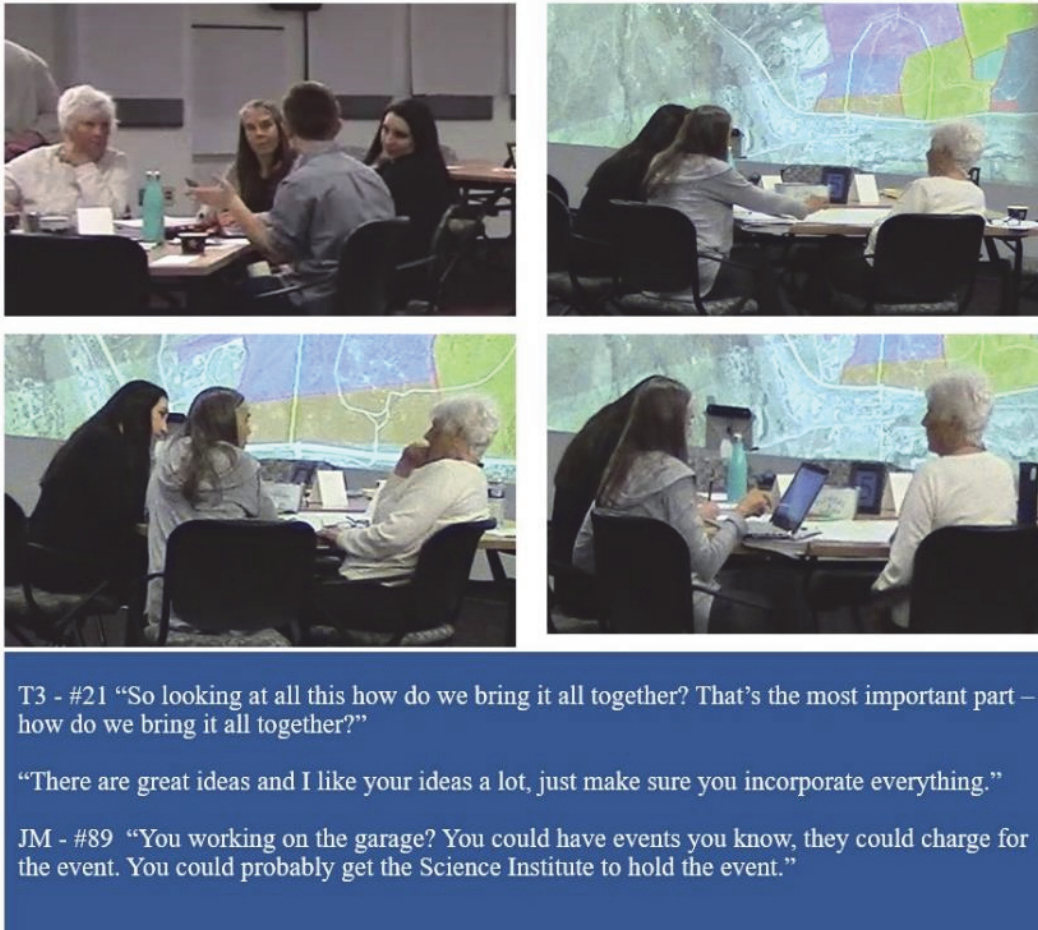 5
5
5
T3 - #21 “So looking at all this how do we bring it all together? That’s the most important part –
how do we bring it all together?”
“There are great ideas and I like your ideas a lot, just make sure you incorporate everything.”
JM - #89  “You working on the garage? You could have events you know, they could charge for
the event. You could probably get the Science Institute to hold the event.”